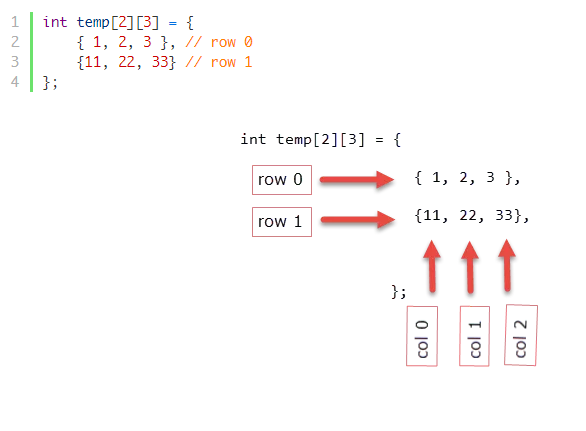 1 int temp[2][3] = {
2     { 1, 2, 3 }, // row 0
3     {11, 22, 33} // row 1
4 };
int temp[2][3] = {
row 0 { 1, 2, 3 },
row 1 {11, 22, 33},
};
col 0 col 1 col 2